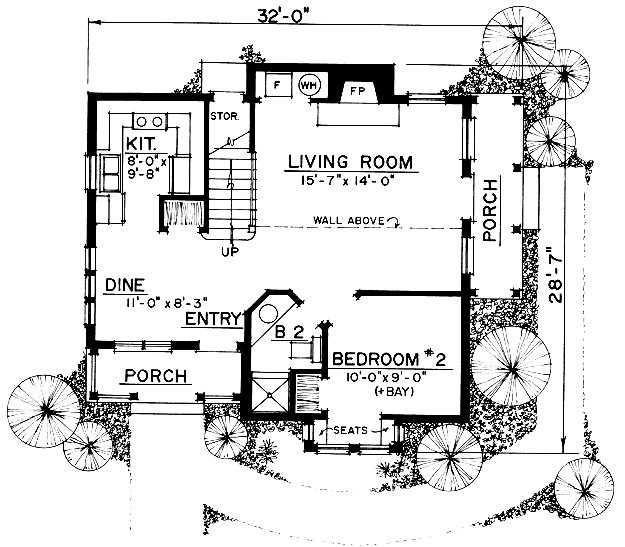 32'-0"
F
WH
FP
STOR.
KIT.
8'-0" x
9'-8"
LIVING ROOM
15'-7" x 14'-0"
WALL ABOVE
PORCH
UP
28'-7"
DINE
11'-0" x 8'-3"
ENTRY
B 2
BEDROOM #2
10'-0" x 9'-0"
(+BAY)
PORCH
SEATS